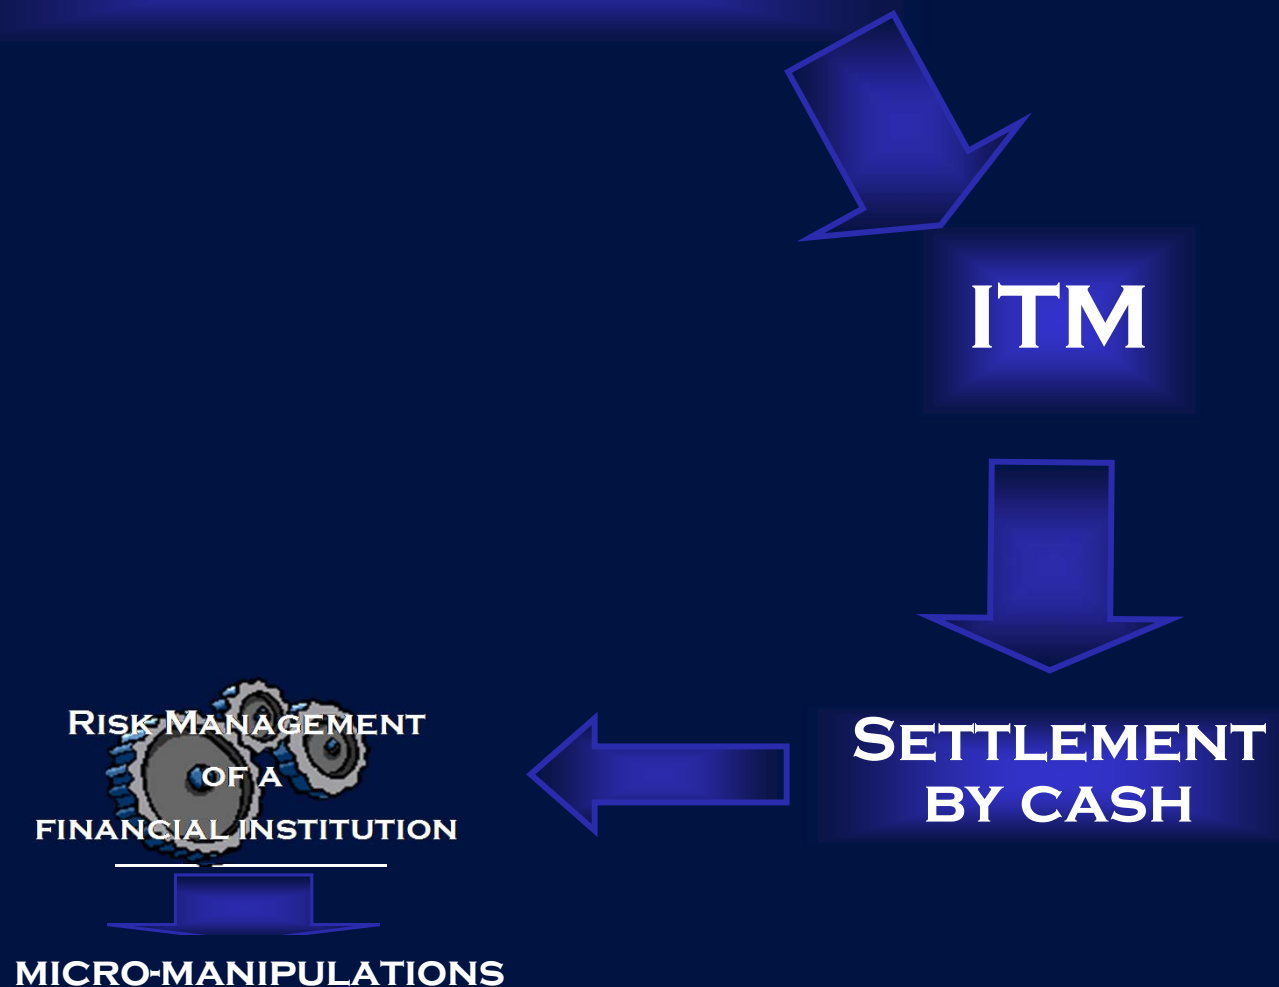 ITM
Settlement
by cash
Risk Management
of a
financial institution
micro-manipulations